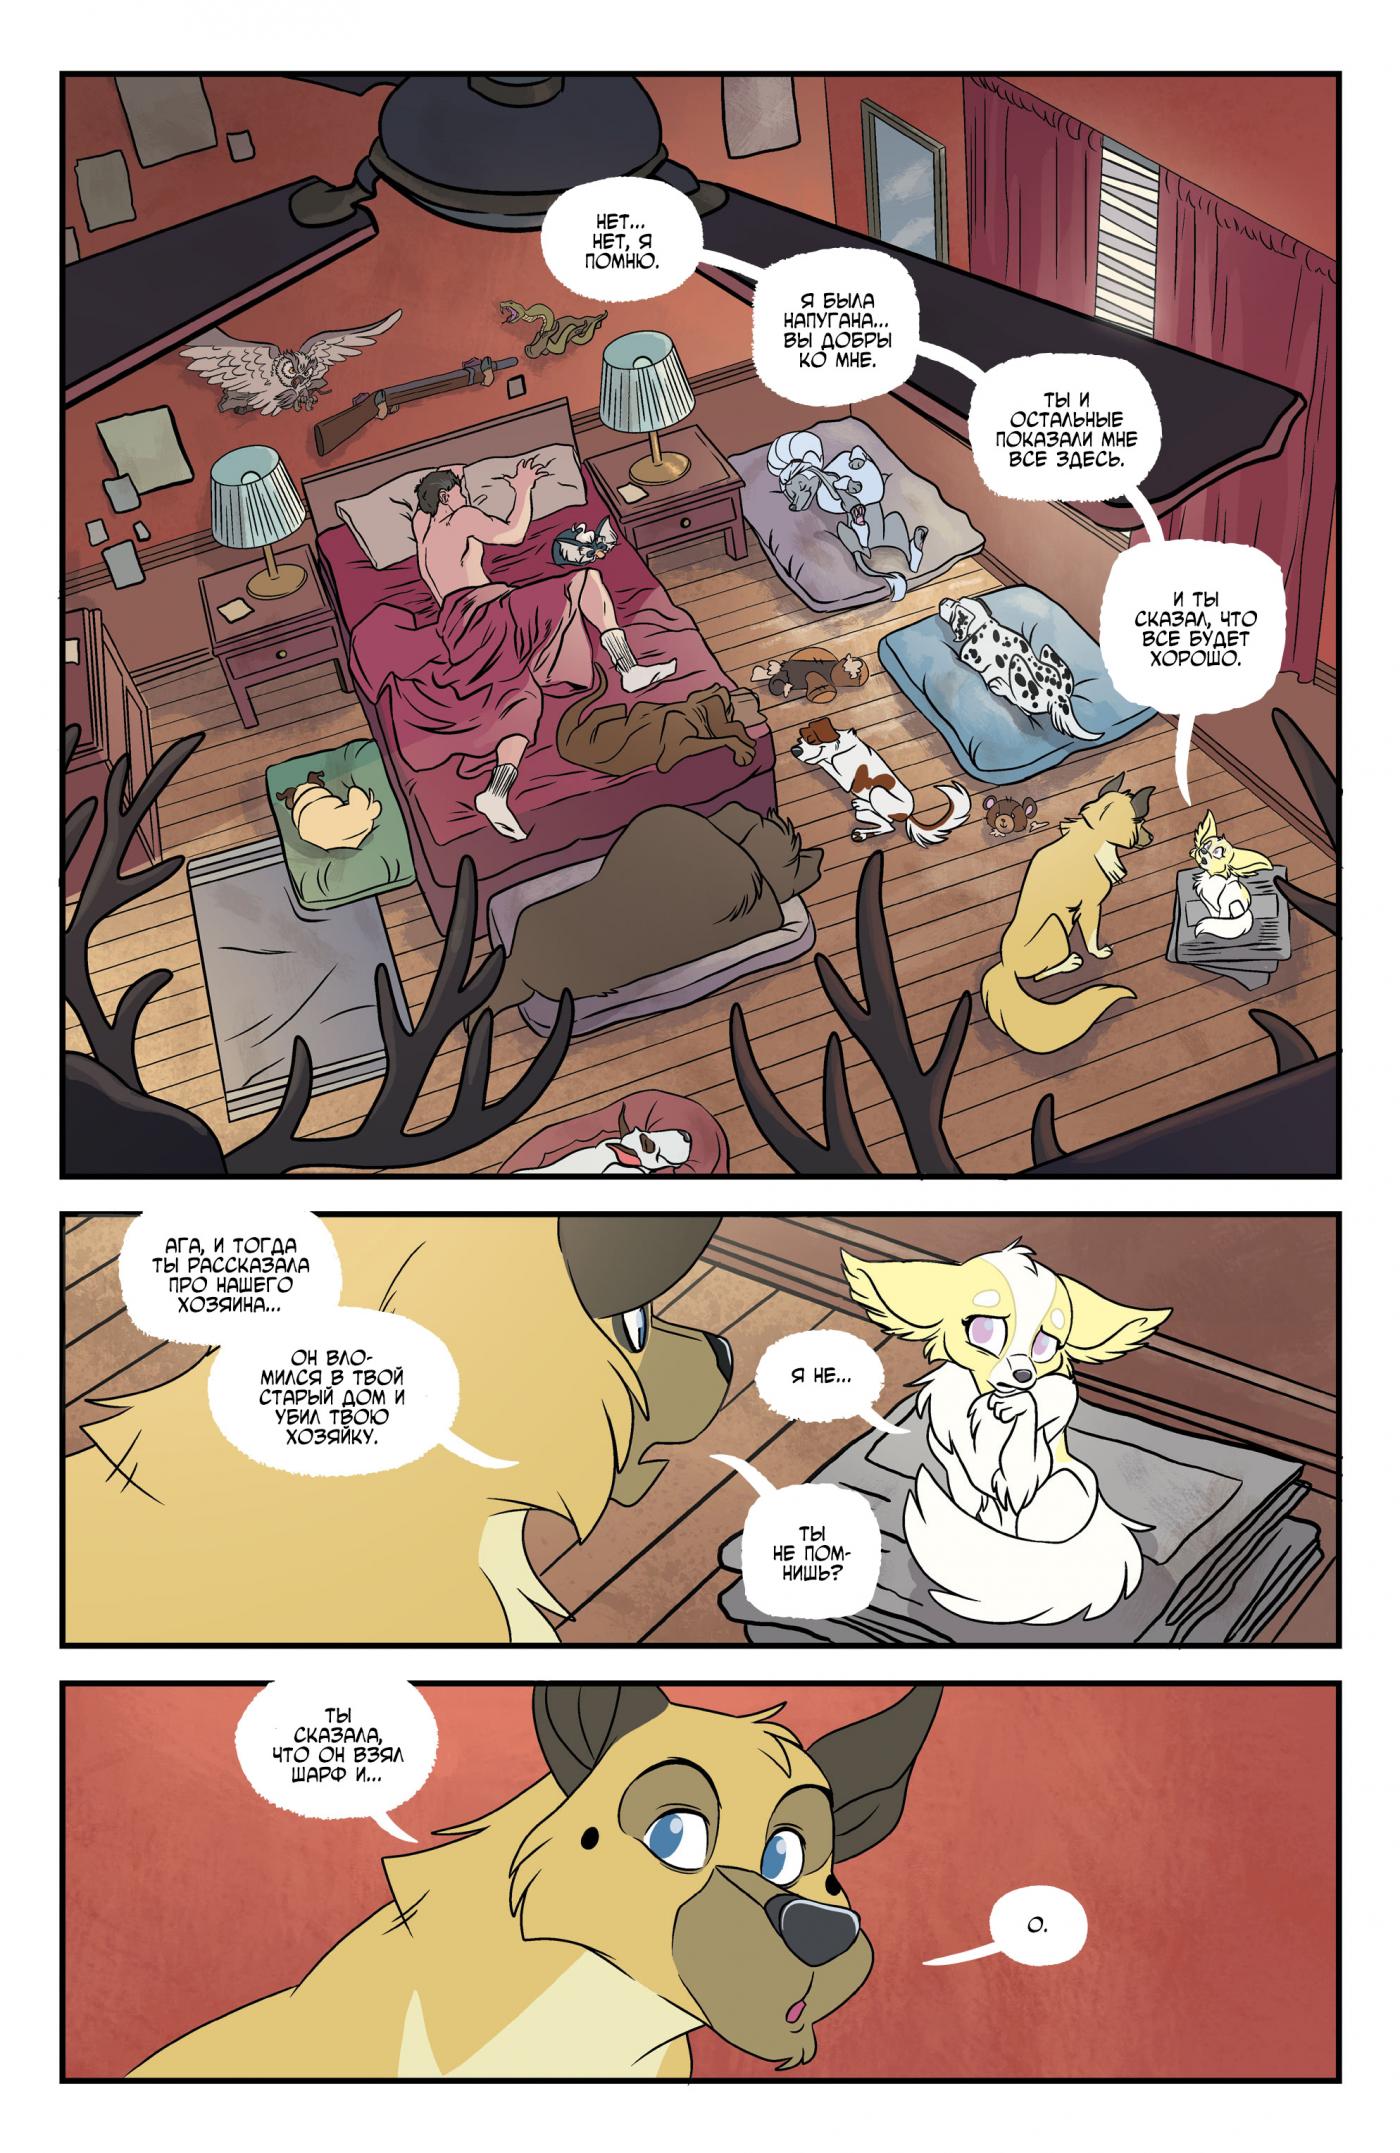 НЕТ...
НЕТ, Я
ПОМНЮ.
Я БЫЛА
НАПУГАНА...
ВЫ ДОБРЫ
КО МНЕ.
ТЫ И
ОСТАЛЬНЫЕ
ПОКАЗАЛИ МНЕ
ВСЕ ЗДЕСЬ.
И ТЫ
СКАЗАЛ, ЧТО
ВСЕ БУДЕТ
ХОРОШО.
АГА, И ТОГДА
ТЫ РАССКАЗАЛА
ПРО НАШЕГО
ХОЗЯИНА...
ОН ВЛО-
МИЛСЯ В ТВОЙ
СТАРЫЙ ДОМ И
УБИЛ ТВОЮ
ХОЗЯЙКУ.
Я НЕ...
ТЫ
НЕ ПОМ-
НИШЬ?
ТЫ
СКАЗАЛА,
ЧТО ОН ВЗЯЛ
ШАРФ И...
О.